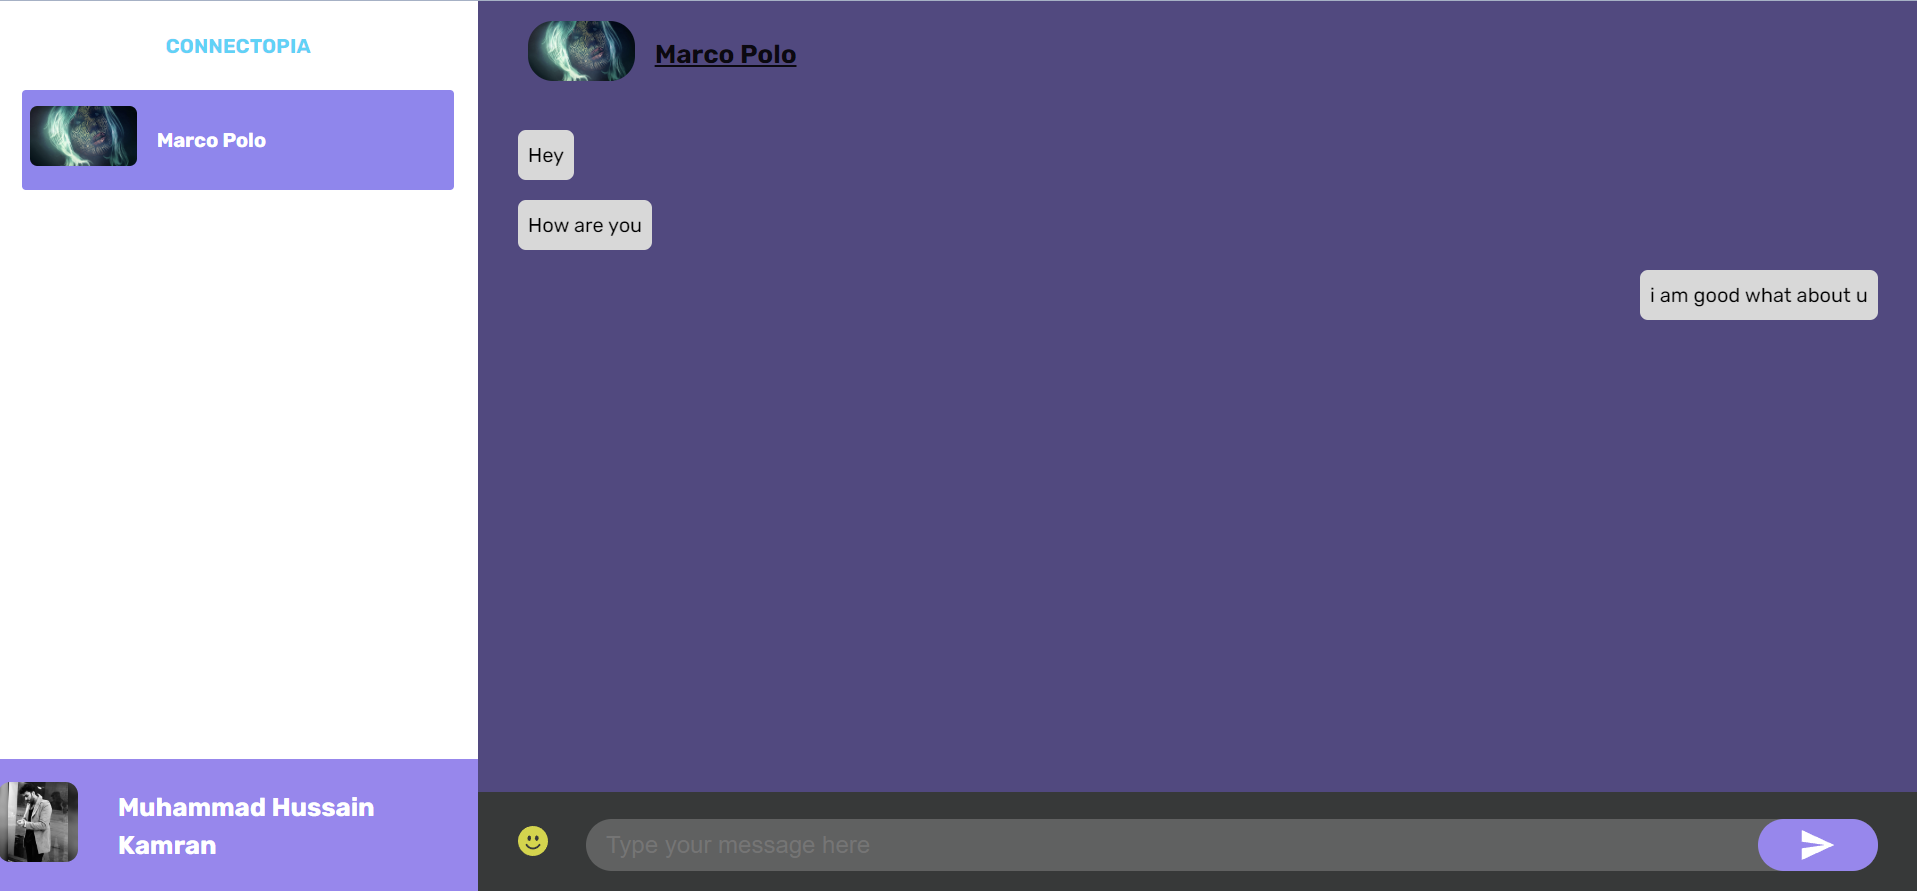 CONNECTOPIA
Marco Polo
Muhammad Hussain
Kamran
Marco Polo
Hey
How are you
i am good what about u
Type your message here